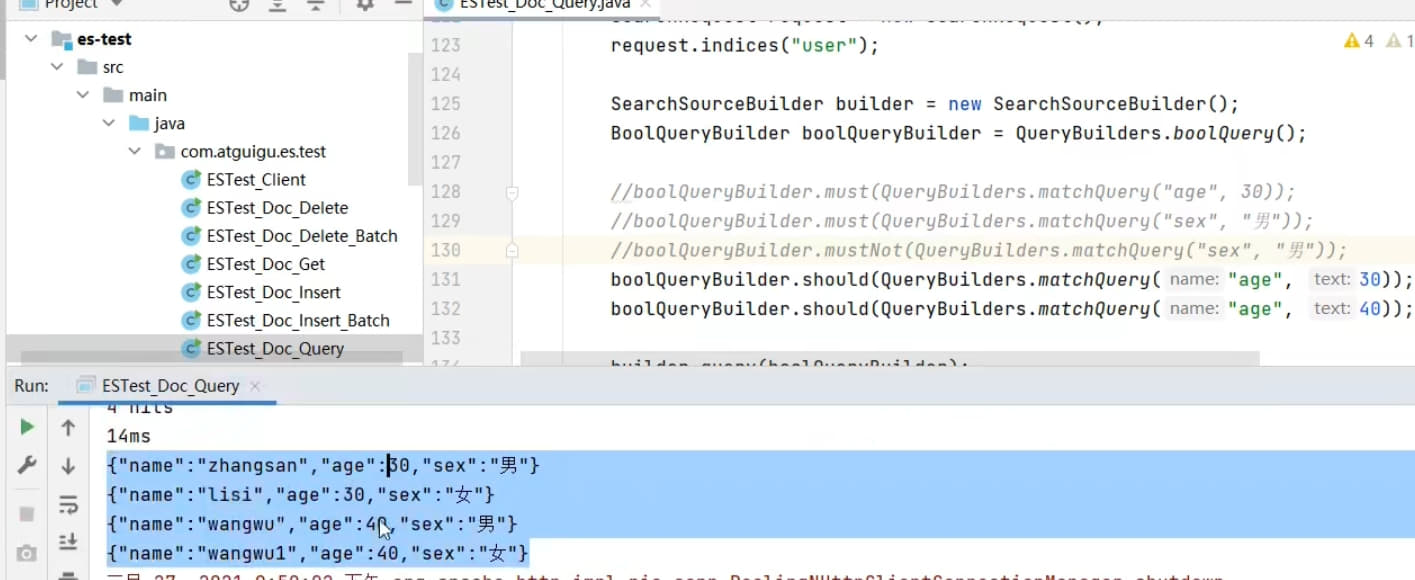 Project
ESTest_Doc_Query.java
es-test
src
main
java
com.atguigu.es.test
ESTest_Client
ESTest_Doc_Delete
ESTest_Doc_Delete_Batch
ESTest_Doc_Get
ESTest_Doc_Insert
ESTest_Doc_Insert_Batch
ESTest_Doc_Query
4 1
123 request.indices("user");
124
125 SearchSourceBuilder builder = new SearchSourceBuilder();
126 BoolQueryBuilder boolQueryBuilder = QueryBuilders.boolQuery();
127
128 //boolQueryBuilder.must(QueryBuilders.matchQuery("age", 30));
129 //boolQueryBuilder.must(QueryBuilders.matchQuery("sex", "男"));
130 //boolQueryBuilder.mustNot(QueryBuilders.matchQuery("sex", "男"));
131 boolQueryBuilder.should(QueryBuilders.matchQuery( name: "age", text: 30));
132 boolQueryBuilder.should(QueryBuilders.matchQuery( name: "age", text: 40));
133
builder.query(boolQueryBuilder);
Run: ESTest_Doc_Query
4 hits
14ms
{"name":"zhangsan","age":30,"sex":"男"}
{"name":"lisi","age":30,"sex":"女"}
{"name":"wangwu","age":40,"sex":"男"}
{"name":"wangwu1","age":40,"sex":"女"}